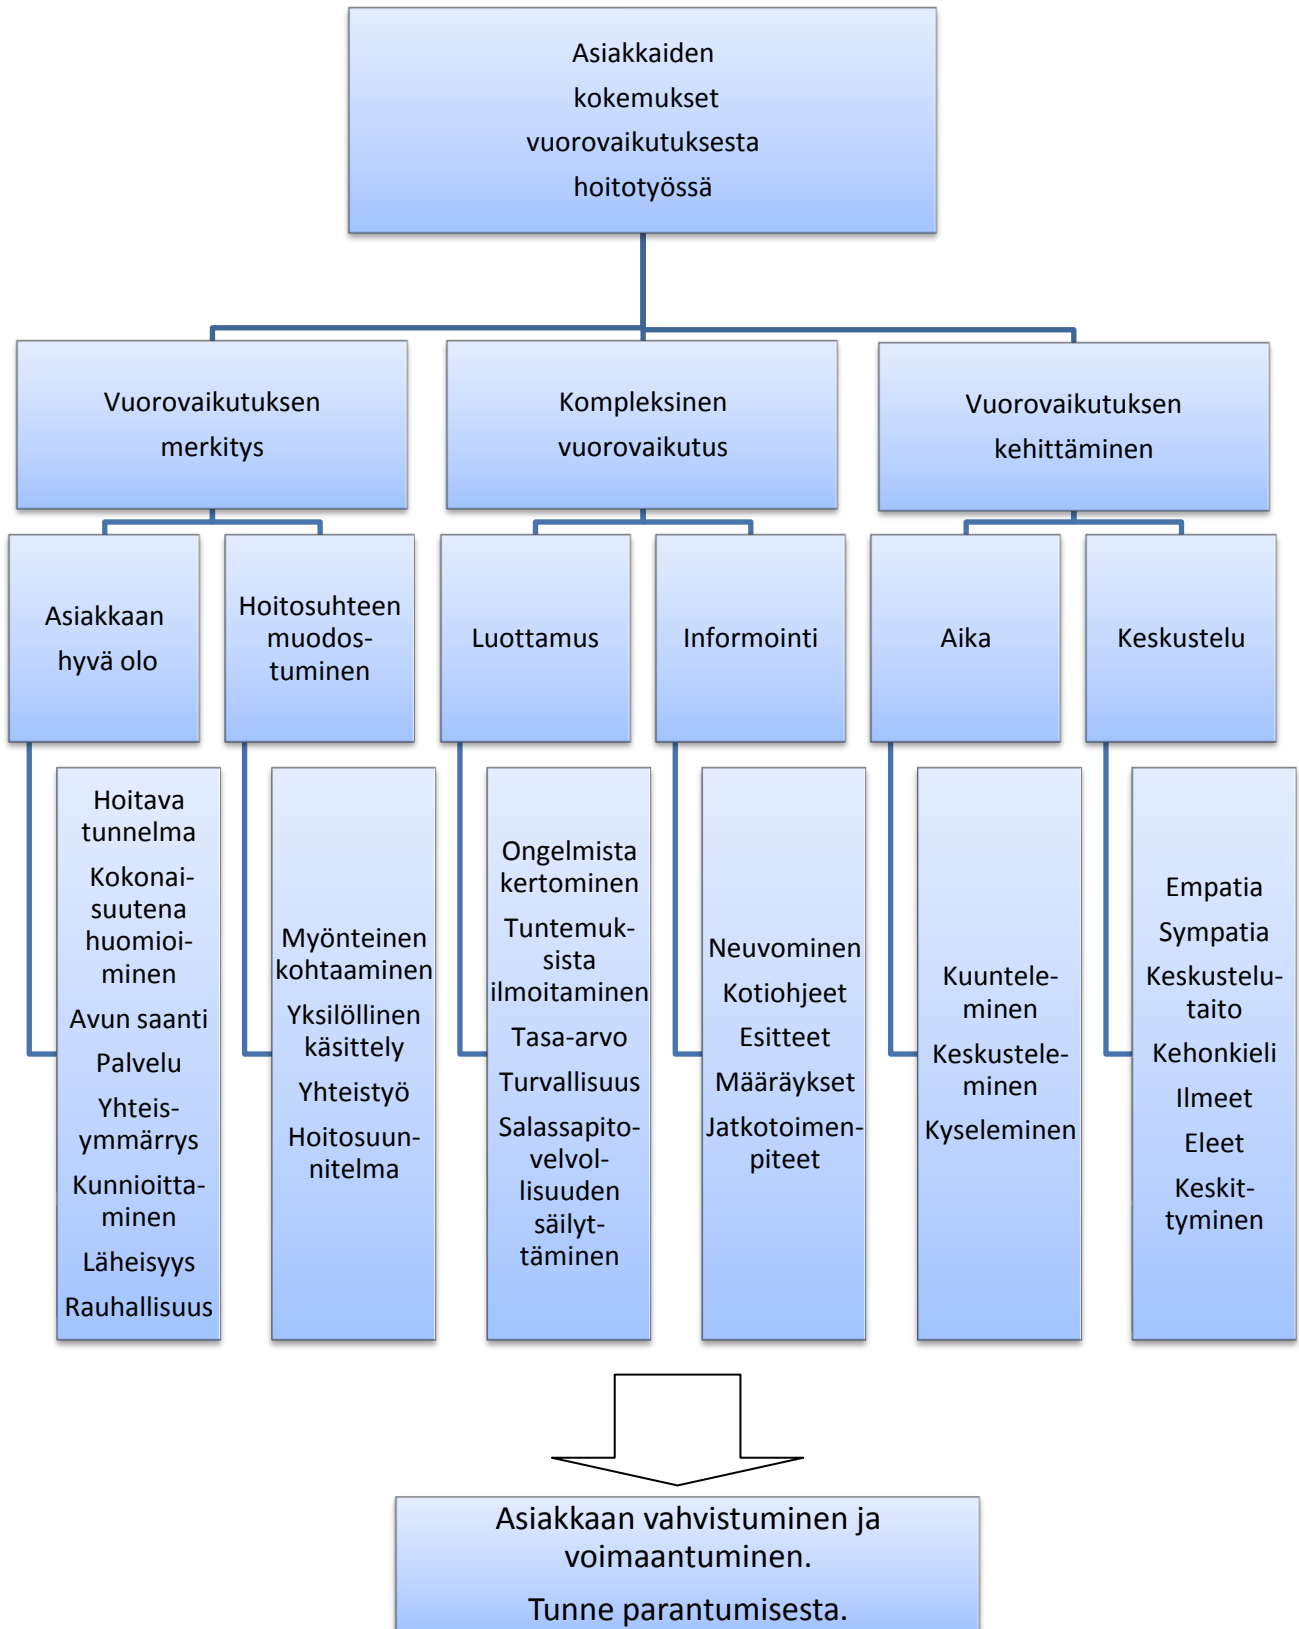 Asiakkaiden
kokemukset
vuorovaikutuksesta
hoitotyössä
Vuorovaikutuksen
merkitys
Kompleksinen
vuorovaikutus
Vuorovaikutuksen
kehittäminen
Asiakkaan
hyvä olo
Hoitosuhteen
muodos-
tuminen
Luottamus
Informointi
Aika
Keskustelu
Hoitava
tunnelma
Kokonai-
suutena
huomioi-
minen
Avun saanti
Palvelu
Yhteis-
ymmärrys
Kunnioitta-
minen
Läheisyys
Rauhallisuus
Myönteinen
kohtaaminen
Yksilöllinen
käsittely
Yhteistyö
Hoitosuun-
nitelma
Ongelmista
kertominen
Tuntemuk-
sista
ilmoitaminen
Tasa-arvo
Turvallisuus
Salassapito-
velvol-
lisuuden
säilyt-
täminen
Neuvominen
Kotiohjeet
Esitteet
Määräykset
Jatkotoimen-
piteet
Kuuntele-
minen
Keskustele-
minen
Kyseleminen
Empatia
Sympatia
Keskustelu-
taito
Kehonkieli
Ilmeet
Eleet
Keskit-
tyminen
Asiakkaan vahvistuminen ja
voimaantuminen.
Tunne parantumisesta.